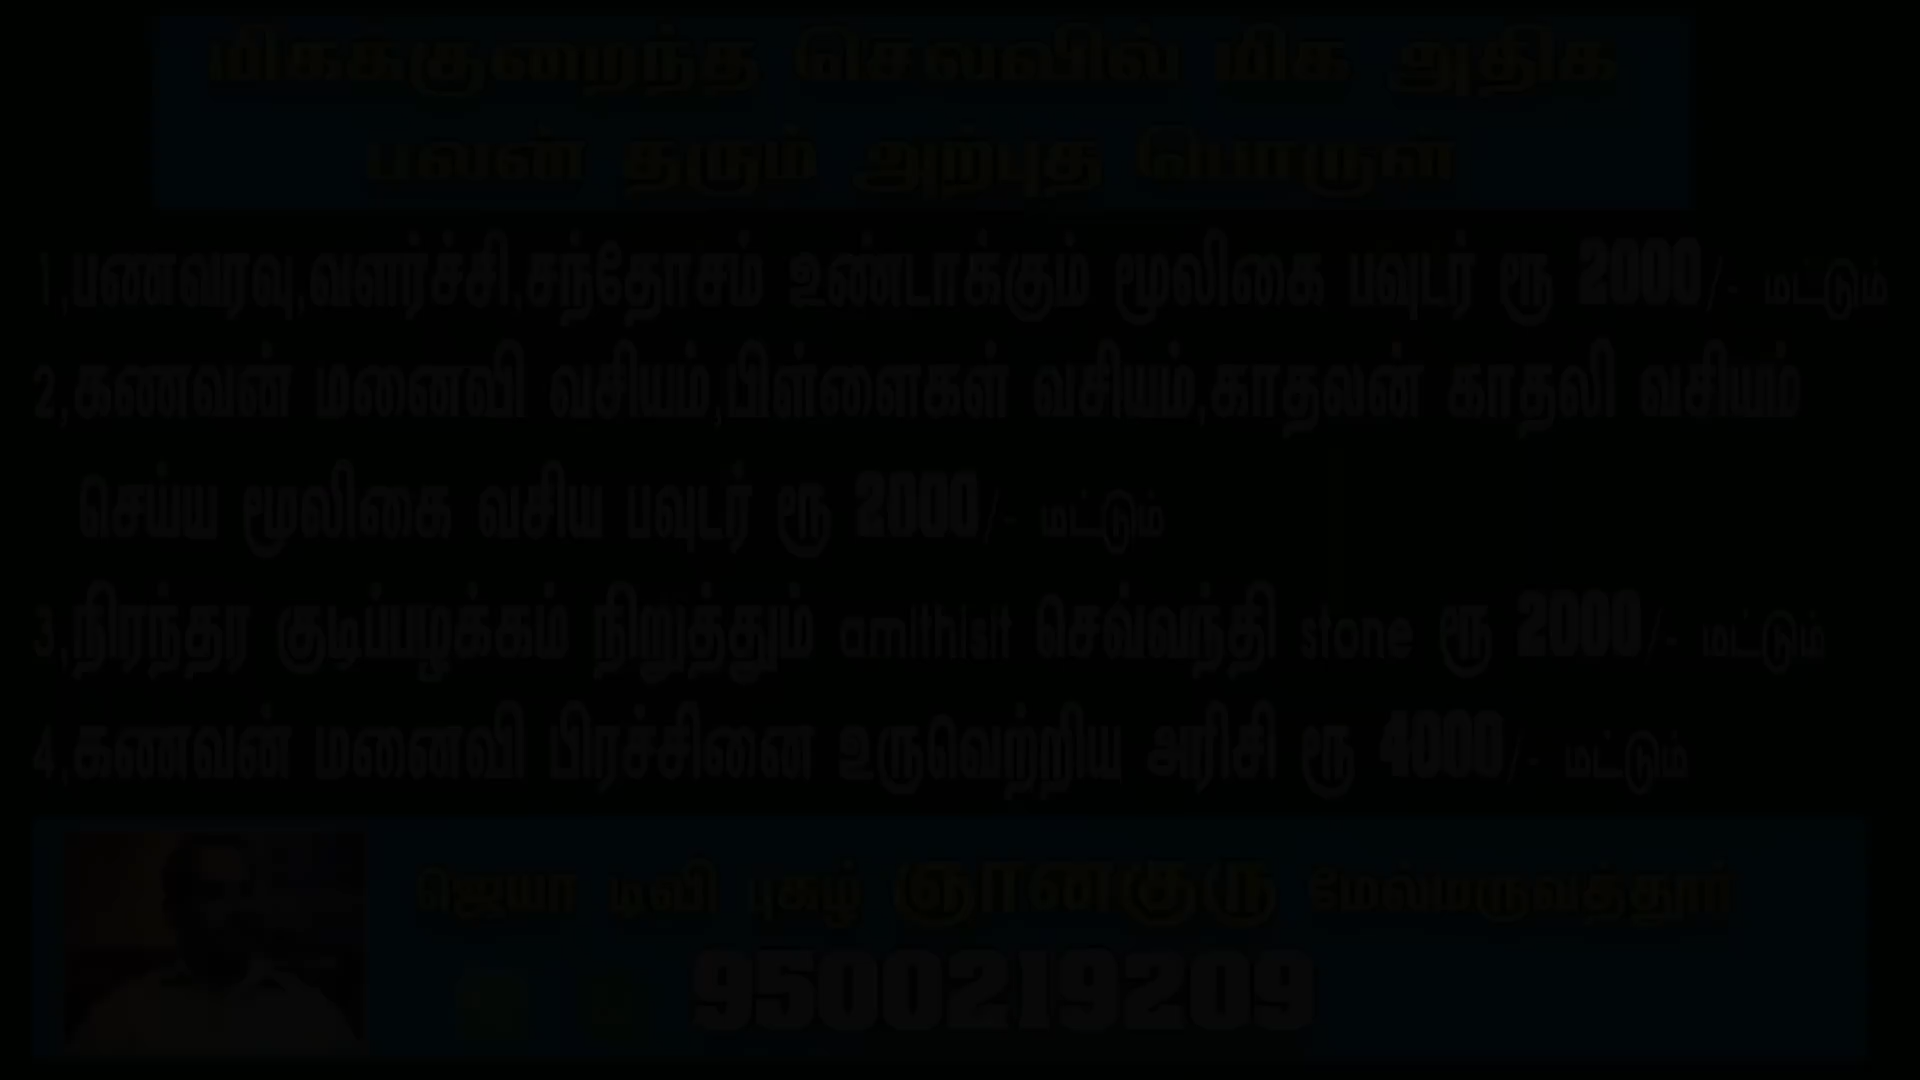 மிகக்குறைந்த செலவில் மிக அதிக
பலன் தரும் அற்புத பொருள்
1,பணவரவு,வளர்ச்சி,சந்தோசம் உண்டாக்கும் மூலிகை பவுடர் ரூ 2000/- மட்டும்
2,கணவன் மனைவி வசியம்,பிள்ளைகள் வசியம்,காதலன் காதலி வசியம்
செய்ய மூலிகை வசிய பவுடர் ரூ 2000/- மட்டும்
3,நிரந்தர குடிப்பழக்கம் நிறுத்தும் amithisit செவ்வந்தி stone ரூ 2000/- மட்டும்
4,கணவன் மனைவி பிரச்சினை உருவெற்றிய அரிசி ரூ 4000/- மட்டும்
ஜெயா டிவி புகழ் ஞானகுரு மேல்மருவத்தூர்
9500219209